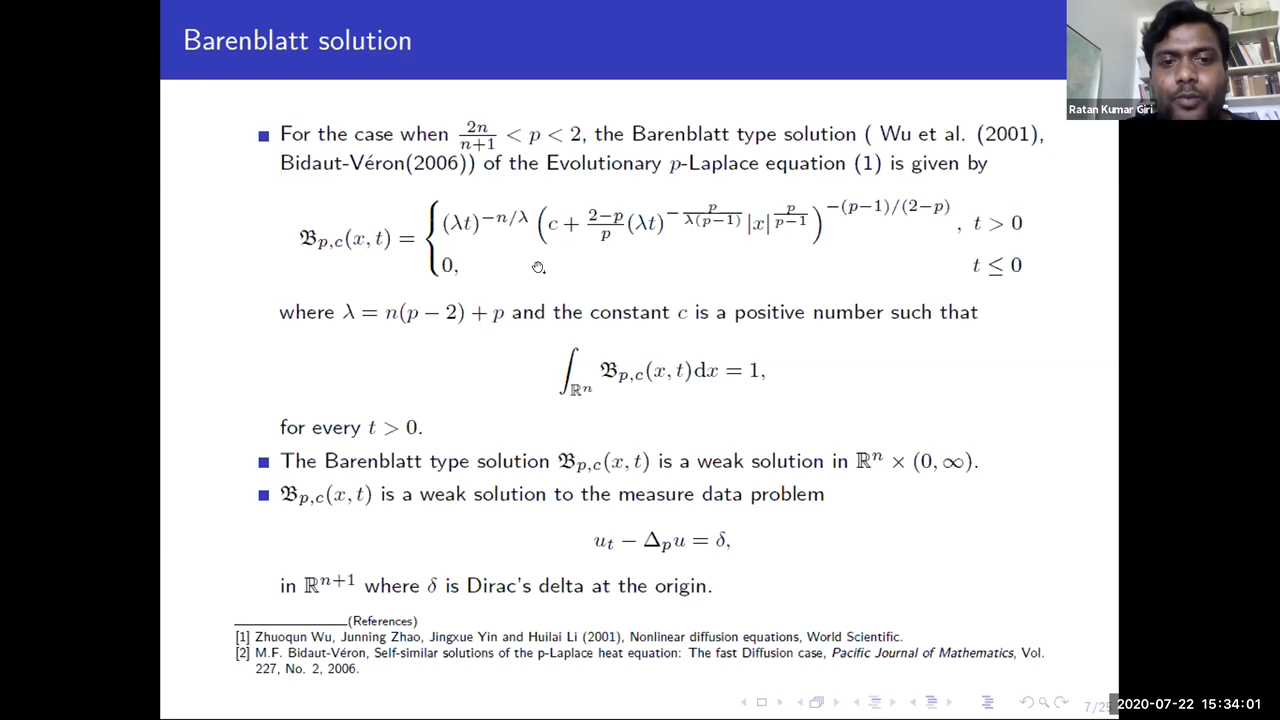 Barenblatt solution
Ratan Kumar Giri
For the case when \frac{2n}{n+1} < p < 2, the Barenblatt type solution ( Wu et al. (2001),
Bidaut-Véron(2006)) of the Evolutionary p-Laplace equation (1) is given by
𝔅_{p,c}(x, t) = { (λt)^{-n/λ} ( c + \frac{2-p}{p} (λt)^{-\frac{p}{λ(p-1)}} |x|^{\frac{p}{p-1}} )^{-(p-1)/(2-p)}, t > 0
0, t ≤ 0
where λ = n(p − 2) + p and the constant c is a positive number such that
∫_{ℝ^n} 𝔅_{p,c}(x, t)dx = 1,
for every t > 0.
The Barenblatt type solution 𝔅_{p,c}(x, t) is a weak solution in ℝ^n × (0, ∞).
𝔅_{p,c}(x, t) is a weak solution to the measure data problem
u_t − Δ_p u = δ,
in ℝ^{n+1} where δ is Dirac's delta at the origin.
(References)
[1] Zhuoqun Wu, Junning Zhao, Jingxue Yin and Huilai Li (2001), Nonlinear diffusion equations, World Scientific.
[2] M.F. Bidaut-Véron, Self-similar solutions of the p-Laplace heat equation: The fast Diffusion case, Pacific Journal of Mathematics, Vol.
227, No. 2, 2006.
2020-07-22 15:34:01